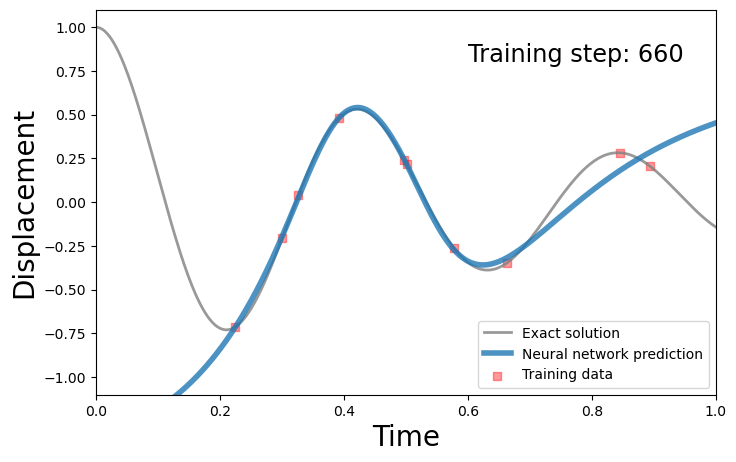 Training step: 660
Displacement
1.00
0.75
0.50
0.25
0.00
−0.25
−0.50
−0.75
−1.00
Exact solution
Neural network prediction
Training data
0.0 0.2 0.4 0.6 0.8 1.0
Time